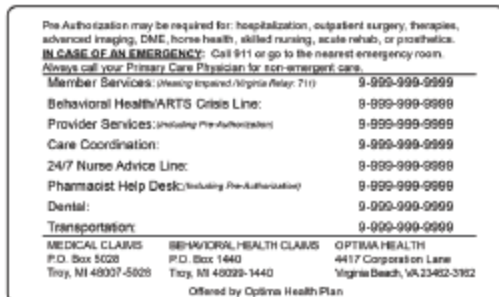 Pre Authorization may be required for: hospitalization, outpatient surgery, therapies,
advanced imaging, DME, home health, skilled nursing, acute rehab, or prosthetics.
IN CASE OF AN EMERGENCY: Call 911 or go to the nearest emergency room.
Always call your Primary Care Physician for non-emergent care.
Member Services: (Hearing Impaired /Virginia Relay: 711) 9-999-999-9999
Behavioral Health/ARTS Crisis Line: 9-999-999-9999
Provider Services: (Including Pre-Authorization) 9-999-999-9999
Care Coordination: 9-999-999-9999
24/7 Nurse Advice Line: 9-999-999-9999
Pharmacist Help Desk: (Including Pre-Authorization) 9-999-999-9999
Dental: 9-999-999-9999
Transportation: 9-999-999-9999
MEDICAL CLAIMS BEHAVIORAL HEALTH CLAIMS OPTIMA HEALTH
P.O. Box 5028 P.O. Box 1440 4417 Corporation Lane
Troy, MI 48007-5028 Troy, MI 48099-1440 Virginia Beach, VA 23462-3162
Offered by Optima Health Plan